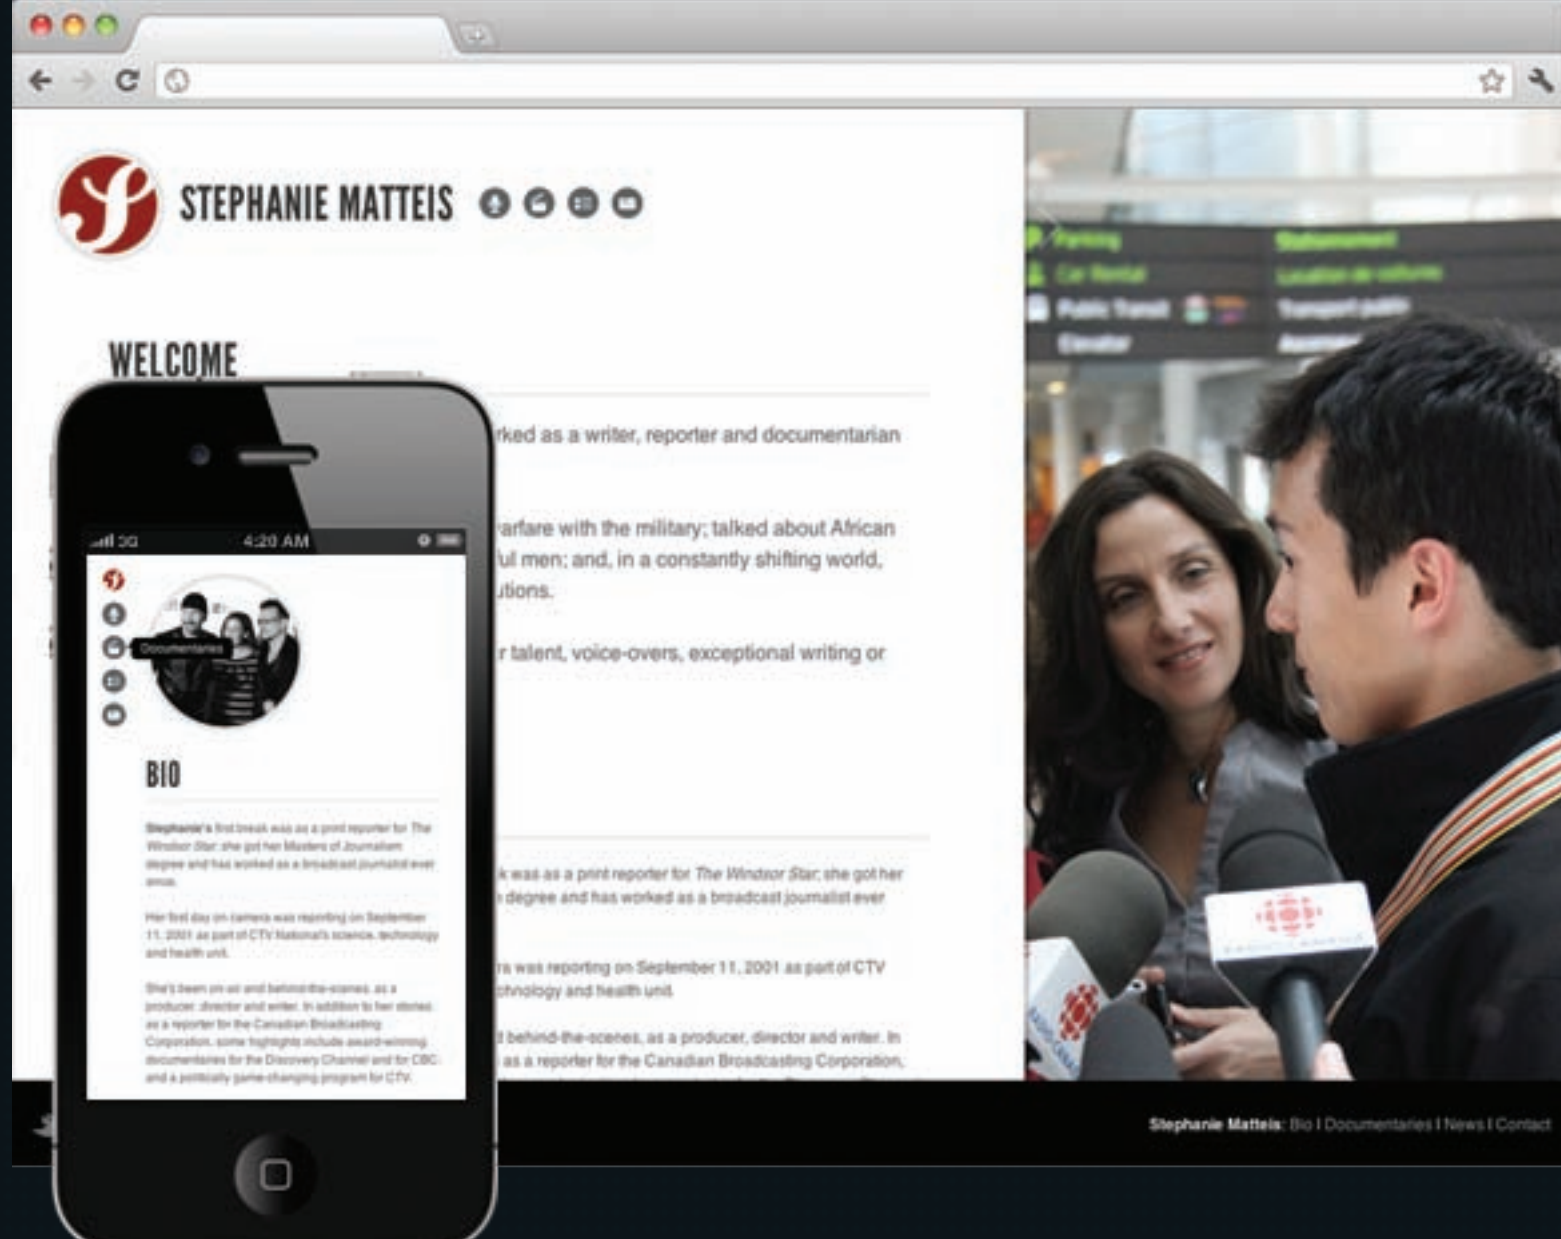 STEPHANIE MATTEIS
Parking Stationnement
Car Rental Location de voitures
Public Transit Transport public
Elevator
WELCOME
rked as a writer, reporter and documentarian
arfare with the military; talked about African
ul men; and, in a constantly shifting world,
utions.
r talent, voice-overs, exceptional writing or
k was as a print reporter for The Windsor Star; she got her
degree and has worked as a broadcast journalist ever
ra was reporting on September 11, 2001 as part of CTV
chnology and health unit.
d behind-the-scenes, as a producer, director and writer. In
as a reporter for the Canadian Broadcasting Corporation,
3G 4:20 AM
Documentaries
BIO
Stephanie's first break was as a print reporter for The
Windsor Star; she got her Masters of Journalism
degree and has worked as a broadcast journalist ever
since.
Her first day on camera was reporting on September
11, 2001 as part of CTV National's science, technology
and health unit.
She's been on-air and behind-the-scenes, as a
producer, director and writer. In addition to her stories
as a reporter for the Canadian Broadcasting
Corporation, some highlights include award-winning
documentaries for the Discovery Channel and for CBC,
and a politically game-changing program for CTV.
RADIO-CANADA
Stephanie Matteis: Bio | Documentaries | News | Contact